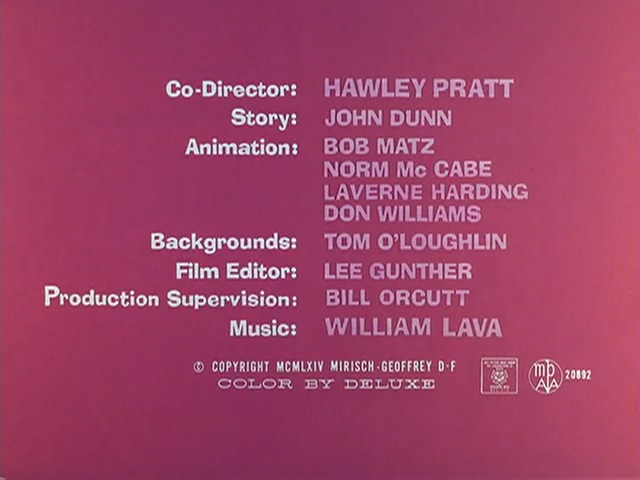 Co-Director: HAWLEY PRATT
Story: JOHN DUNN
Animation: BOB MATZ
NORM Mc CABE
LAVERNE HARDING
DON WILLIAMS
Backgrounds: TOM O'LOUGHLIN
Film Editor: LEE GUNTHER
Production Supervision: BILL ORCUTT
Music: WILLIAM LAVA
© COPYRIGHT MCMLXIV MIRISCH-GEOFFREY D-F
COLOR BY DELUXE
20892